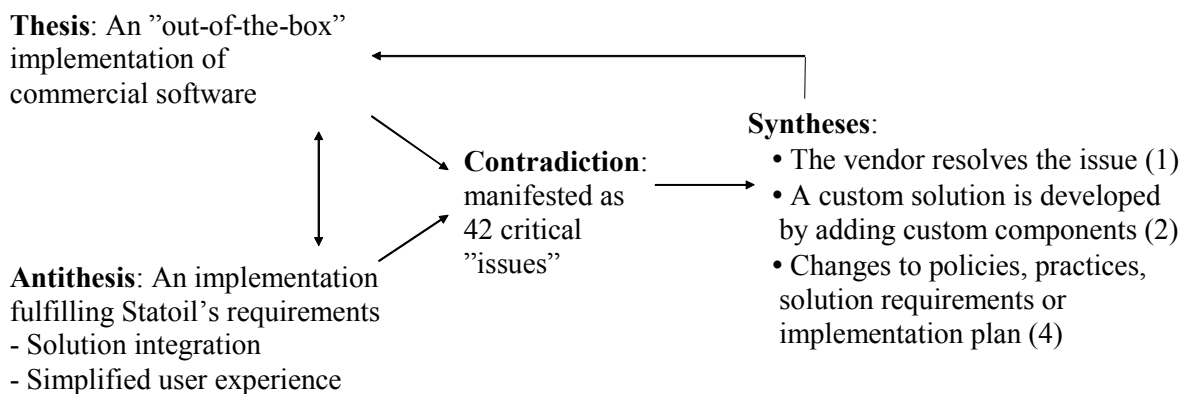 Thesis: An ”out-of-the-box”
implementation of
commercial software
Antithesis: An implementation
fulfilling Statoil’s requirements
- Solution integration
- Simplified user experience
Contradiction:
manifested as
42 critical
”issues”
Syntheses:
• The vendor resolves the issue (1)
• A custom solution is developed
by adding custom components (2)
• Changes to policies, practices,
solution requirements or
implementation plan (4)